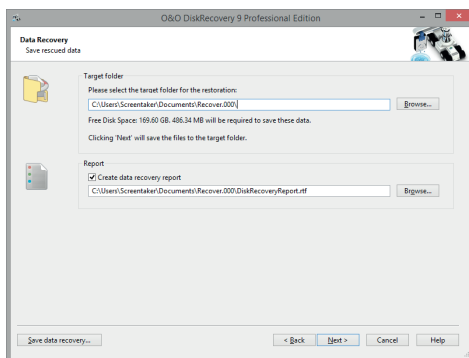 O&O DiskRecovery 9 Professional Edition
Data Recovery
Save rescued data
Target folder
Please select the target folder for the restoration:
C:\Users\Screentaker\Documents\Recover.000\
Browse...
Free Disk Space: 169.60 GB. 486.34 MB will be required to save these data.
Clicking 'Next' will save the files to the target folder.
Report
Create data recovery report
C:\Users\Screentaker\Documents\Recover.000\DiskRecoveryReport.rtf
Browse...
Save data recovery...
< Back
Next >
Cancel
Help